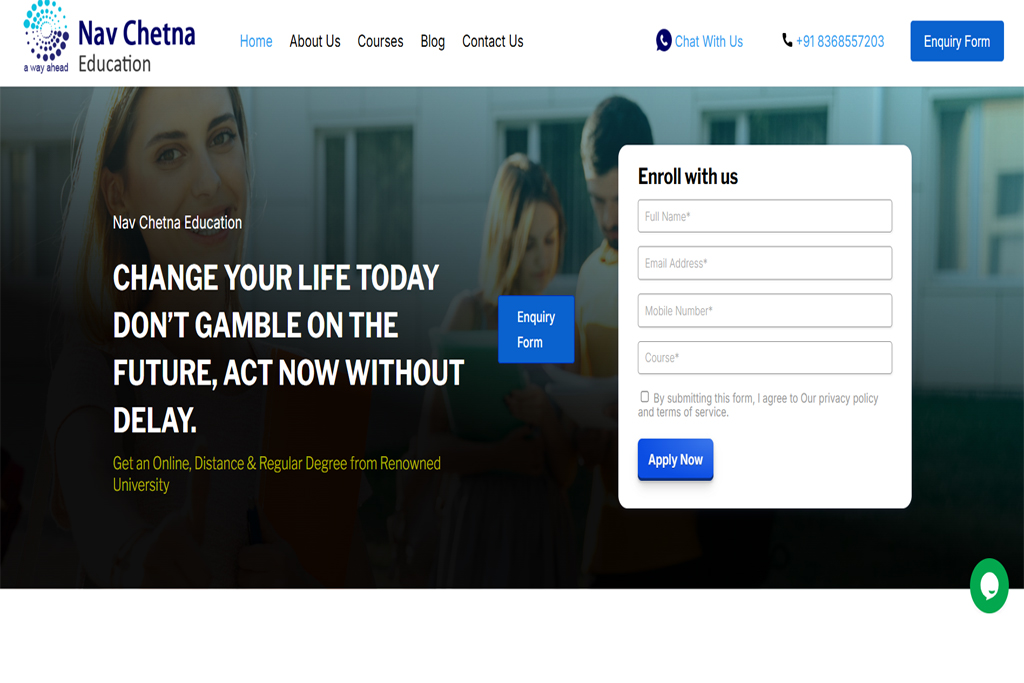 Nav Chetna
Education
a way ahead
Home About Us Courses Blog Contact Us
Chat With Us
+91 8368557203
Enquiry Form
Nav Chetna Education
CHANGE YOUR LIFE TODAY
DON’T GAMBLE ON THE
FUTURE, ACT NOW WITHOUT
DELAY.
Get an Online, Distance & Regular Degree from Renowned
University
Enquiry
Form
Enroll with us
Full Name*
Email Address*
Mobile Number*
Course*
By submitting this form, I agree to Our privacy policy
and terms of service.
Apply Now